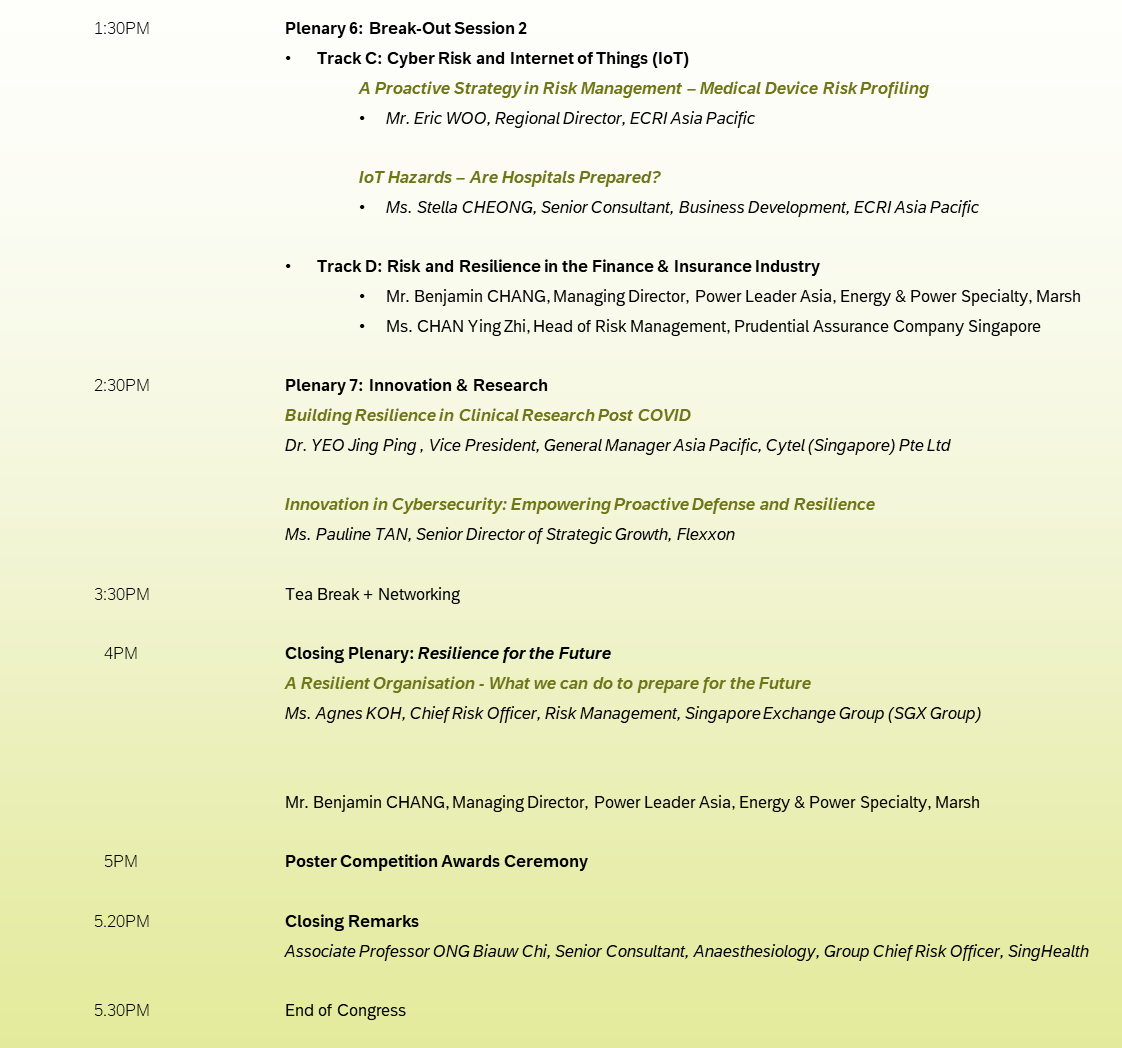 1:30PM Plenary 6: Break-Out Session 2
• Track C: Cyber Risk and Internet of Things (IoT)
A Proactive Strategy in Risk Management – Medical Device Risk Profiling
• Mr. Eric WOO, Regional Director, ECRI Asia Pacific
IoT Hazards – Are Hospitals Prepared?
• Ms. Stella CHEONG, Senior Consultant, Business Development, ECRI Asia Pacific
• Track D: Risk and Resilience in the Finance & Insurance Industry
• Mr. Benjamin CHANG, Managing Director, Power Leader Asia, Energy & Power Specialty, Marsh
• Ms. CHAN Ying Zhi, Head of Risk Management, Prudential Assurance Company Singapore
2:30PM Plenary 7: Innovation & Research
Building Resilience in Clinical Research Post COVID
Dr. YEO Jing Ping , Vice President, General Manager Asia Pacific, Cytel (Singapore) Pte Ltd
Innovation in Cybersecurity: Empowering Proactive Defense and Resilience
Ms. Pauline TAN, Senior Director of Strategic Growth, Flexxon
3:30PM Tea Break + Networking
4PM Closing Plenary: Resilience for the Future
A Resilient Organisation - What we can do to prepare for the Future
Ms. Agnes KOH, Chief Risk Officer, Risk Management, Singapore Exchange Group (SGX Group)
Mr. Benjamin CHANG, Managing Director, Power Leader Asia, Energy & Power Specialty, Marsh
5PM Poster Competition Awards Ceremony
5.20PM Closing Remarks
Associate Professor ONG Biauw Chi, Senior Consultant, Anaesthesiology, Group Chief Risk Officer, SingHealth
5.30PM End of Congress